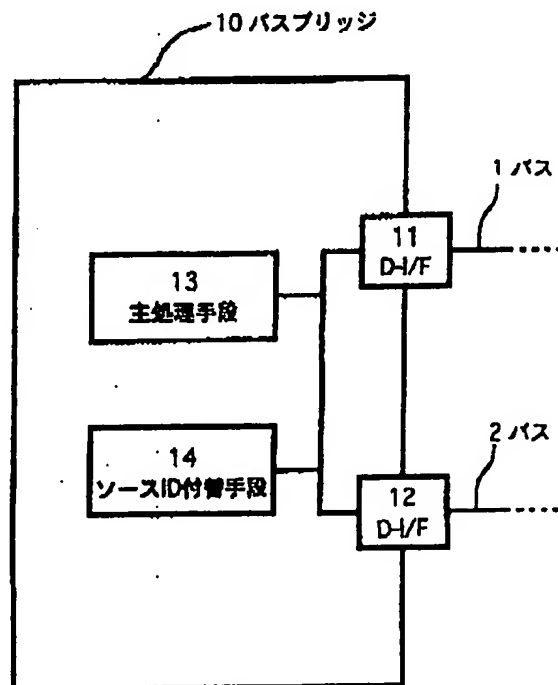 10 バスブリッジ
1 バス
11
D-I/F
13
主処理手段
2 バス
14
ソースID付替手段
12
D-I/F